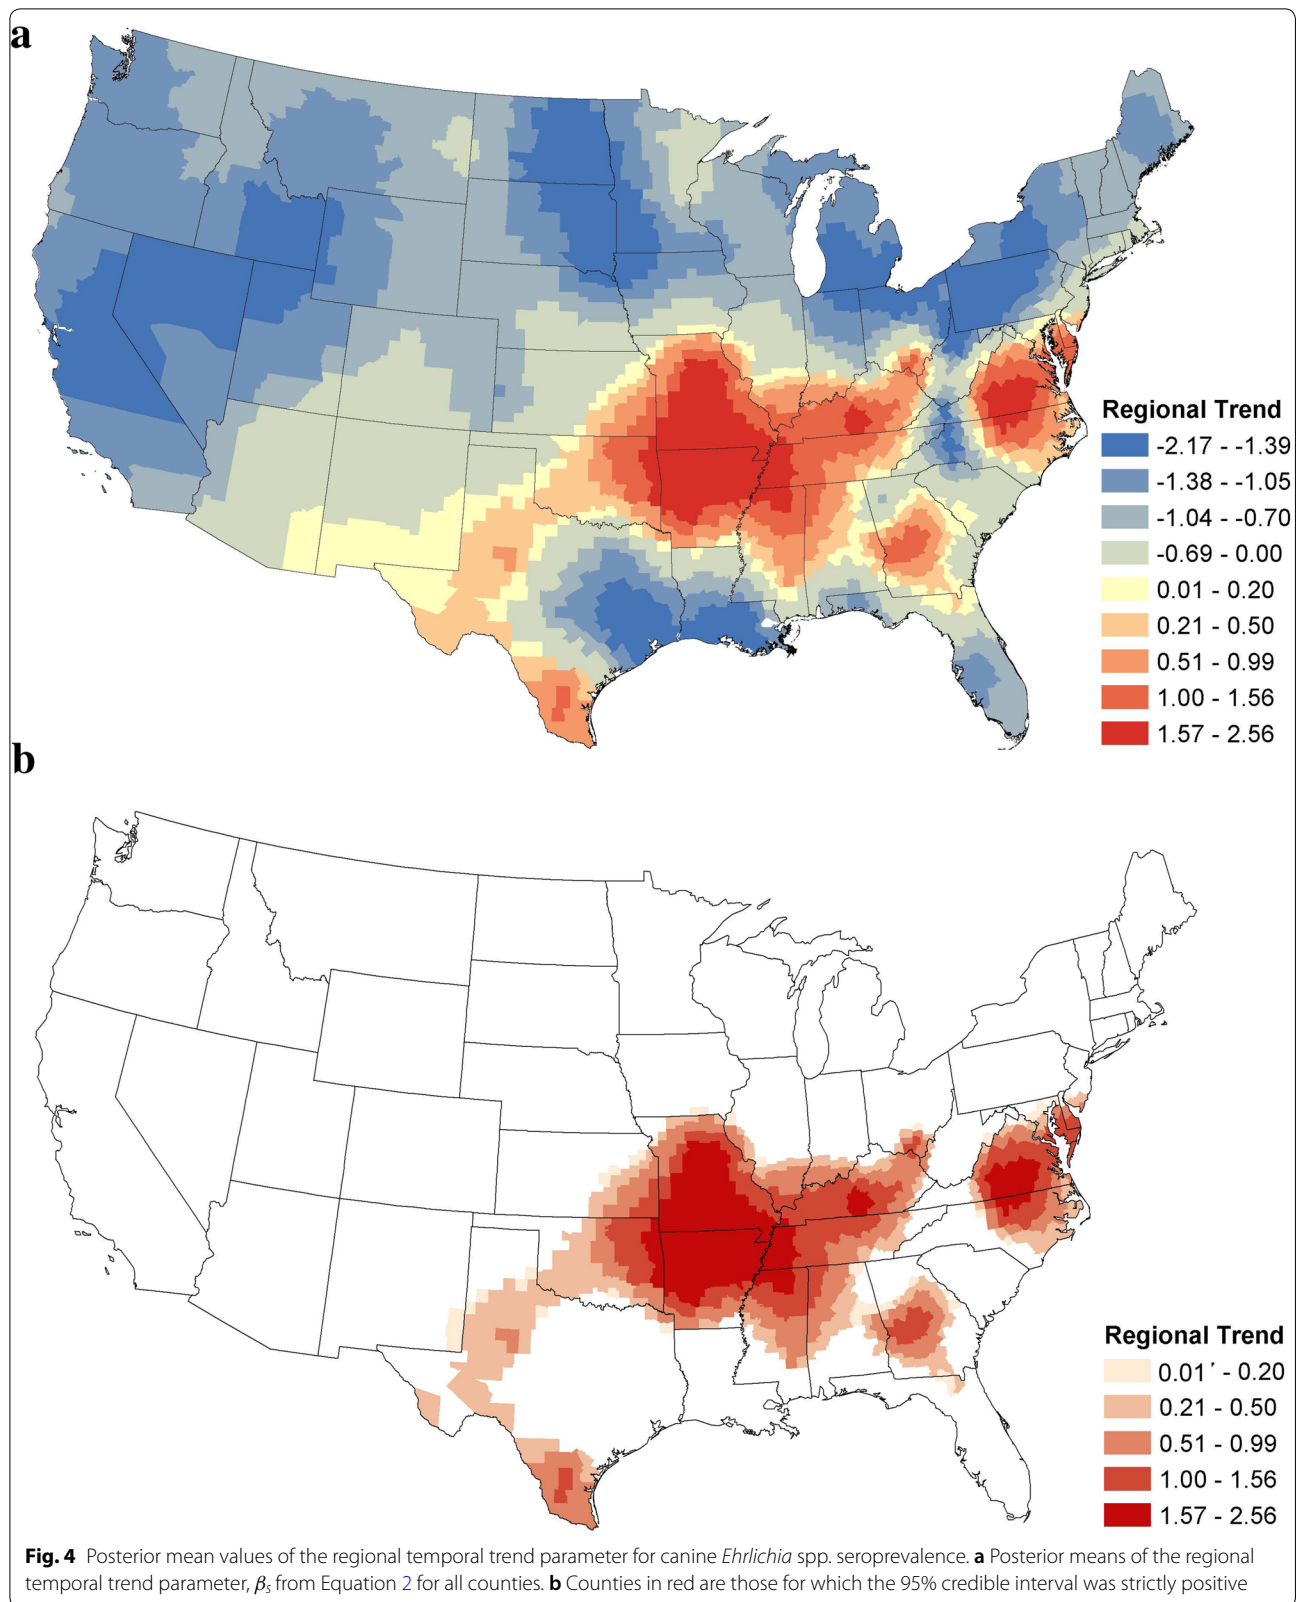 a
Regional Trend
-2.17 - -1.39
-1.38 - -1.05
-1.04 - -0.70
-0.69 - 0.00
0.01 - 0.20
0.21 - 0.50
0.51 - 0.99
1.00 - 1.56
1.57 - 2.56
b
Regional Trend
0.01 ′ - 0.20
0.21 - 0.50
0.51 - 0.99
1.00 - 1.56
1.57 - 2.56
Fig. 4 Posterior mean values of the regional temporal trend parameter for canine Ehrlichia spp. seroprevalence. a Posterior means of the regional
temporal trend parameter, βs from Equation 2 for all counties. b Counties in red are those for which the 95% credible interval was strictly positive